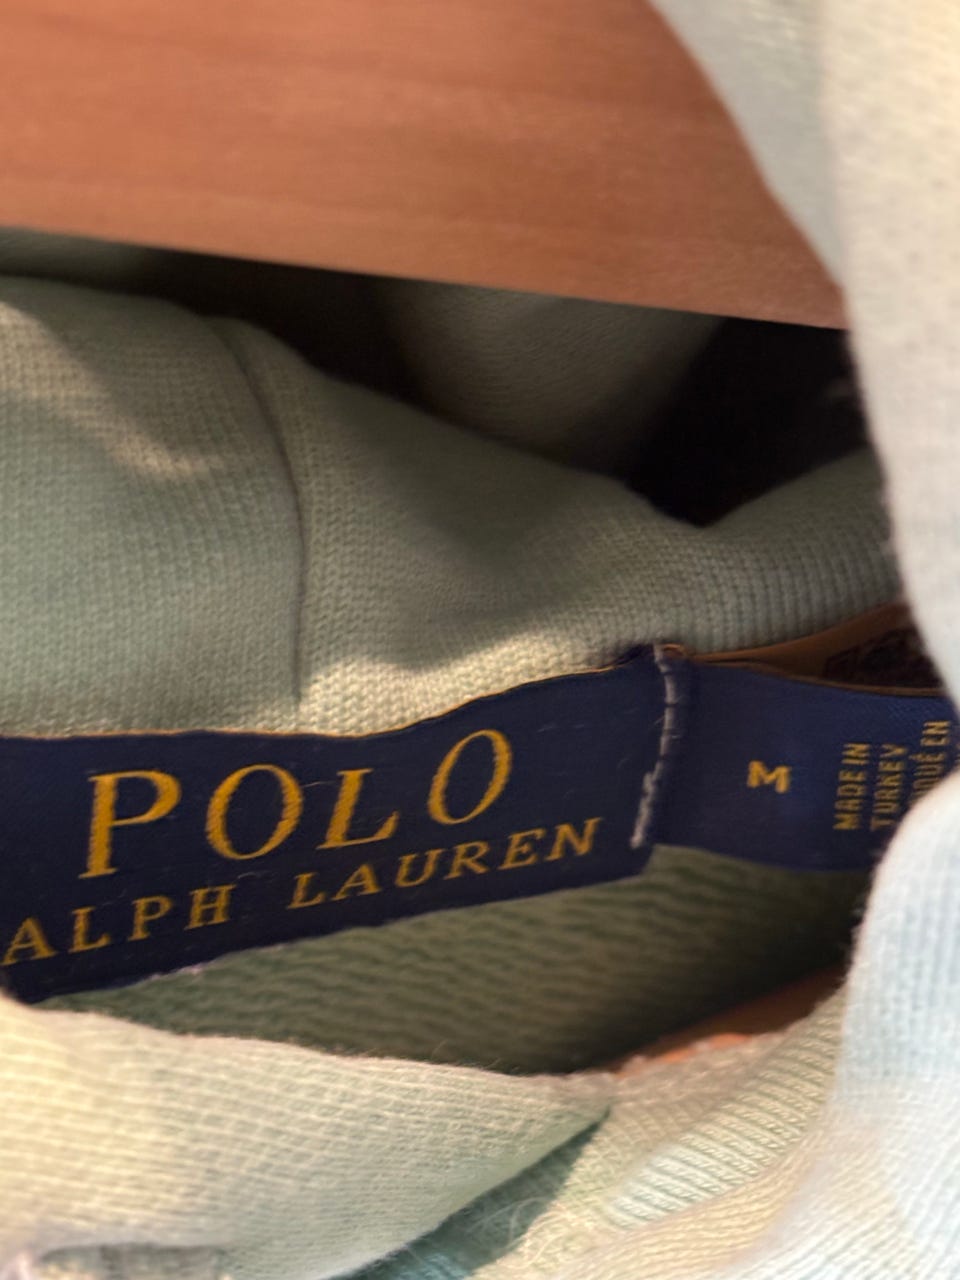 POLO
ALPH LAUREN
M
MADE IN
TURKEY